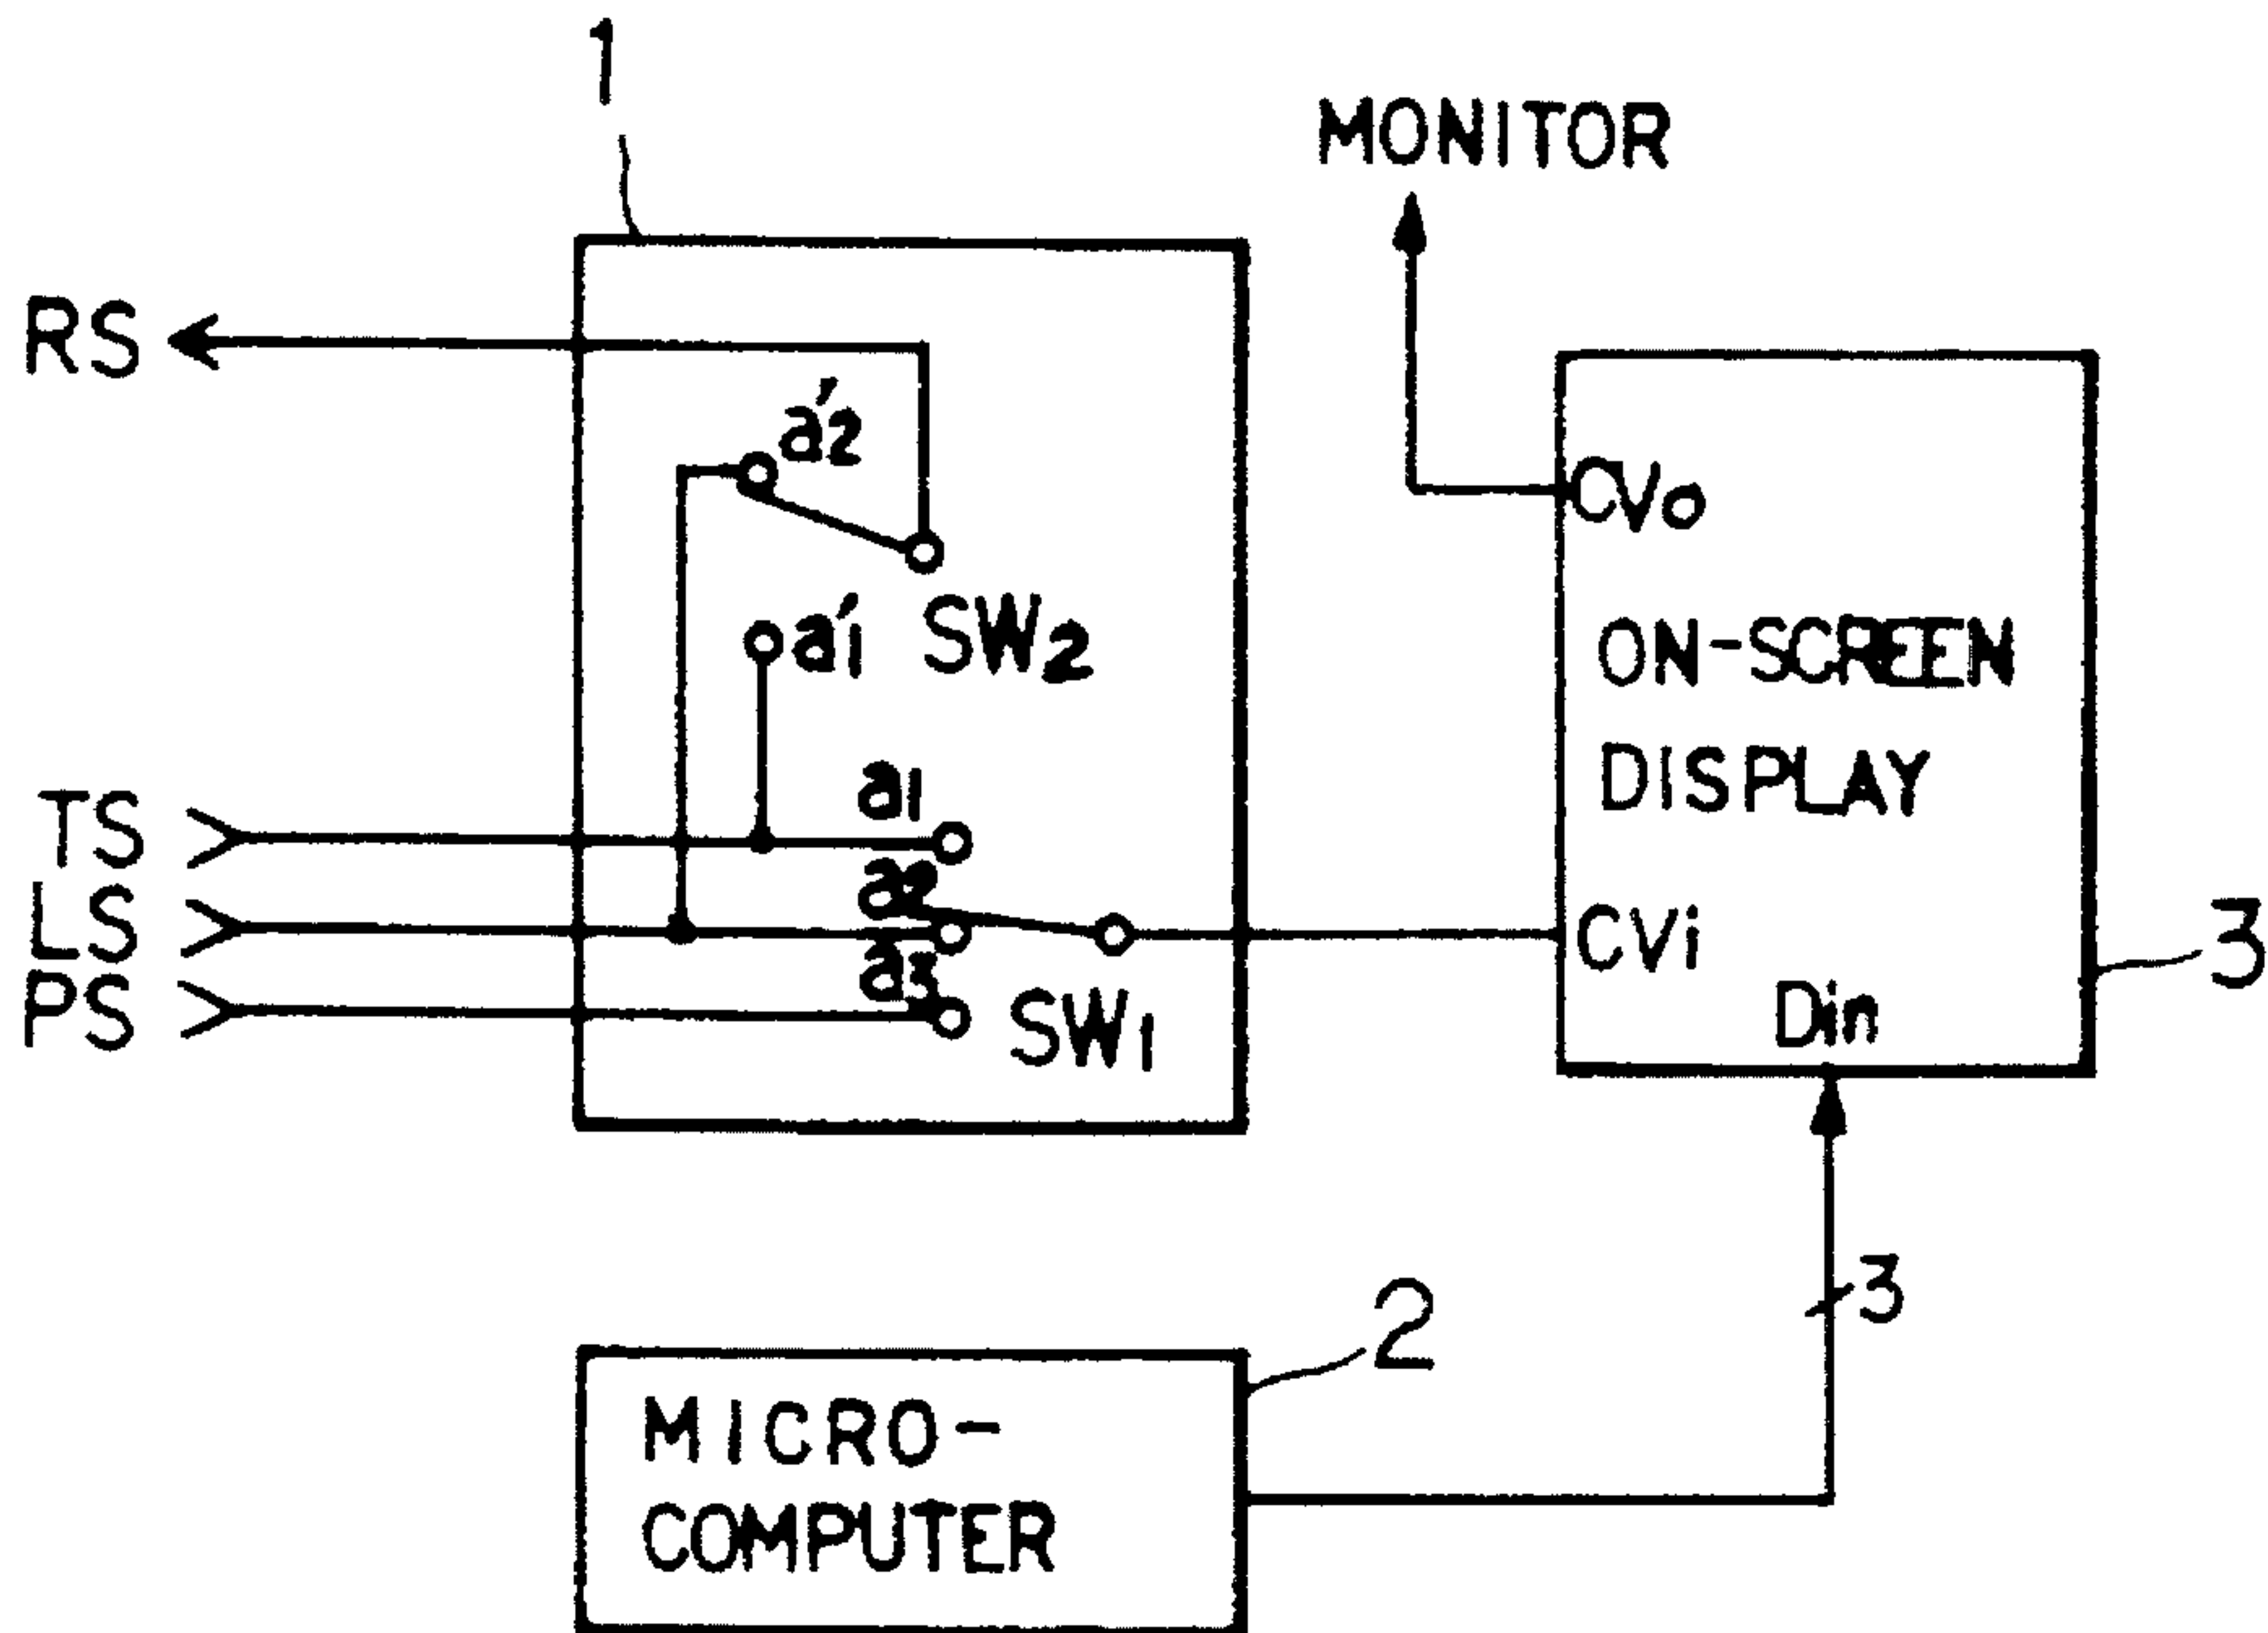 1
MONITOR
RS
a'2
CVo
a'1 SW2
ON-SCREEN
DISPLAY
a1
TS
a2
LS
CVi
3
a3
PS
Din
SW1
3
2
MICRO-
COMPUTER